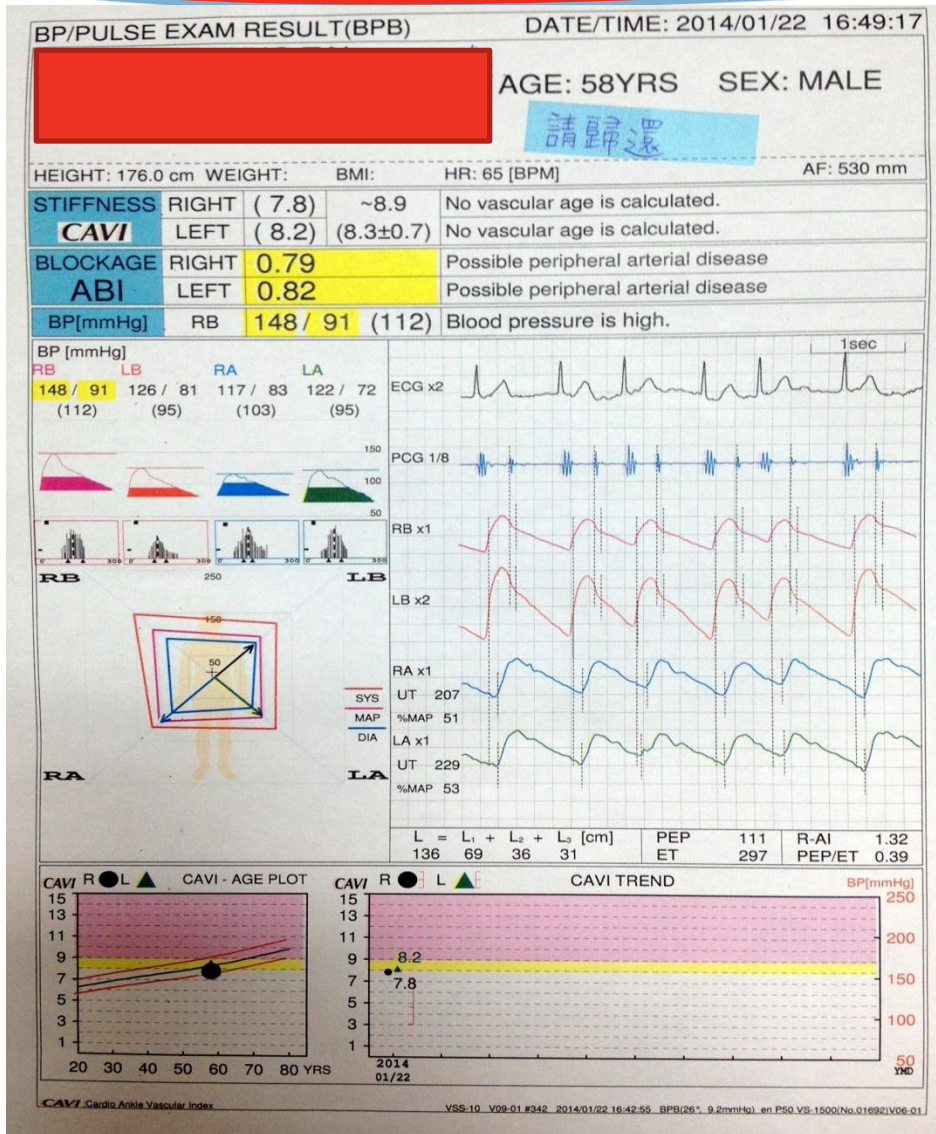 BP/PULSE EXAM RESULT(BPB) DATE/TIME: 2014/01/22 16:49:17
AGE: 58YRS SEX: MALE
請歸還
HEIGHT: 176.0 cm WEIGHT: BMI: HR: 65 [BPM] AF: 530 mm
STIFFNESS RIGHT ( 7.8) ~8.9 No vascular age is calculated.
CAVI LEFT ( 8.2) (8.3±0.7) No vascular age is calculated.
BLOCKAGE RIGHT 0.79 Possible peripheral arterial disease
ABI LEFT 0.82 Possible peripheral arterial disease
BP[mmHg] RB 148/ 91 (112) Blood pressure is high.
BP [mmHg]
RB LB RA LA
148/ 91 126/ 81 117/ 83 122/ 72
(112) (95) (103) (95)
150
100
50
0 300 0 300 0 300 0 300
RB 250 LB
150
50
SYS
MAP
DIA
RA LA
1sec
ECG x2
PCG 1/8
RB x1
LB x2
RA x1
UT 207
%MAP 51
LA x1
UT 229
%MAP 53
L = L₁ + L₂ + L₃ [cm] PEP 111 R-AI 1.32
136 69 36 31 ET 297 PEP/ET 0.39
CAVI R L CAVI - AGE PLOT
15
13
11
9
7
5
3
1
20 30 40 50 60 70 80 YRS
CAVI R L CAVI TREND BP[mmHg]
15 250
13
11 200
9 8.2
7 7.8 150
5
3 100
1
50
2014 YMD
01/22
CAVI :Cardio Ankle Vascular Index
VSS-10 V09-01 #342 2014/01/22 16:42:55 BPB(26", 9.2mmHg) en P50 VS-1500(No.01692)V06-01